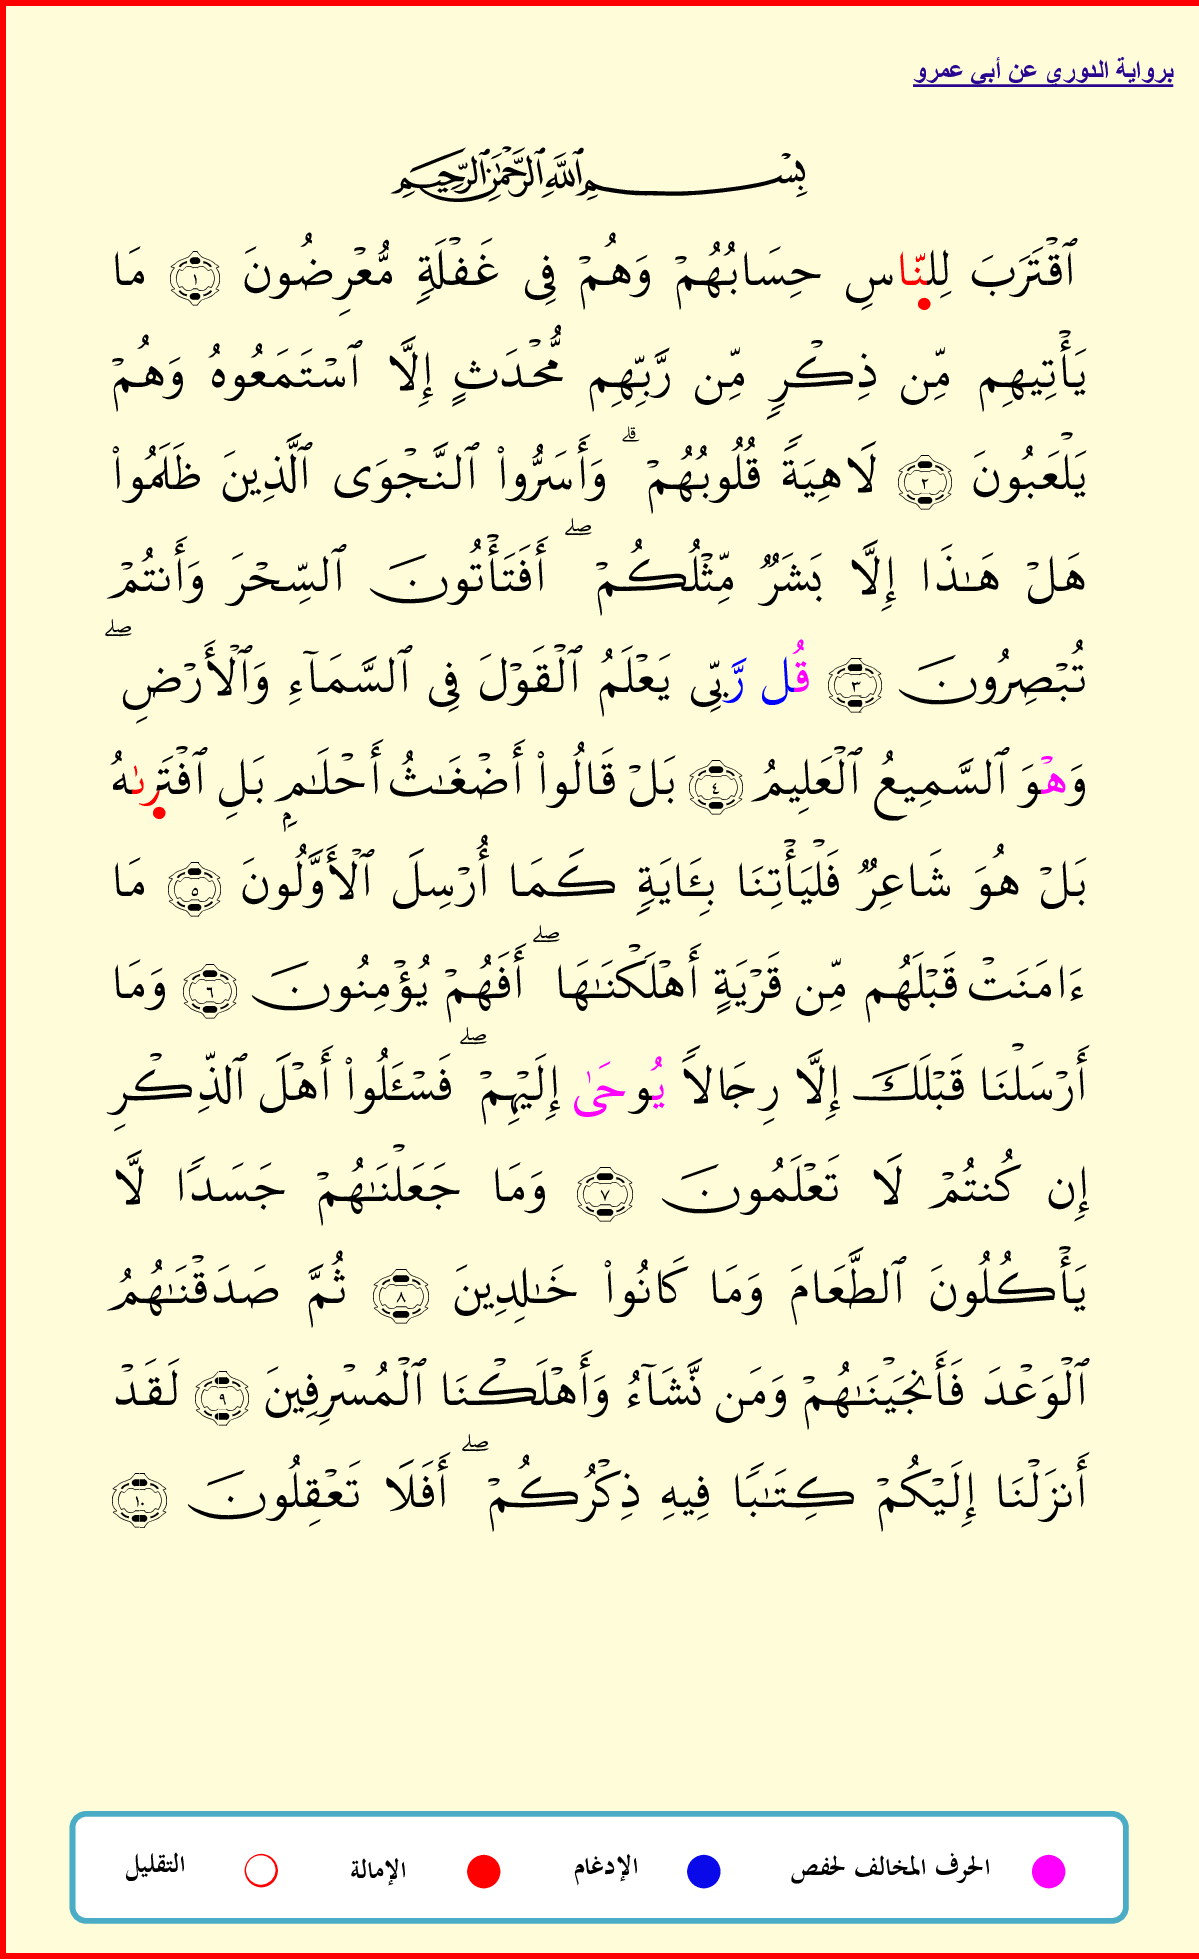 برواية الدوري عن أبي عمرو
بِسْمِ ٱللَّهِ ٱلرَّحْمَٰنِ ٱلرَّحِيمِ
ٱقْتَرَبَ لِلنَّاسِ حِسَابُهُمْ وَهُمْ فِى غَفْلَةٍ مُّعْرِضُونَ ١ مَا
يَأْتِيهِم مِّن ذِكْرٍ مِّن رَّبِّهِم مُّحْدَثٍ إِلَّا ٱسْتَمَعُوهُ وَهُمْ
يَلْعَبُونَ ٢ لَاهِيَةً قُلُوبُهُمْ ۗ وَأَسَرُّوا۟ ٱلنَّجْوَى ٱلَّذِينَ ظَلَمُوا۟
هَلْ هَٰذَا إِلَّا بَشَرٌ مِّثْلُكُمْ ۖ أَفَتَأْتُونَ ٱلسِّحْرَ وَأَنتُمْ
تُبْصِرُونَ ٣ قُل رَّبِّى يَعْلَمُ ٱلْقَوْلَ فِى ٱلسَّمَآءِ وَٱلْأَرْضِ ۖ
وَهْوَ ٱلسَّمِيعُ ٱلْعَلِيمُ ٤ بَلْ قَالُوا۟ أَضْغَٰثُ أَحْلَٰمٍۭ بَلِ ٱفْتَرِىٰهُ
بَلْ هُوَ شَاعِرٌ فَلْيَأْتِنَا بِـَٔايَةٍ كَمَا أُرْسِلَ ٱلْأَوَّلُونَ ٥ مَا
ءَامَنَتْ قَبْلَهُم مِّن قَرْيَةٍ أَهْلَكْنَٰهَا ۖ أَفَهُمْ يُؤْمِنُونَ ٦ وَمَا
أَرْسَلْنَا قَبْلَكَ إِلَّا رِجَالًا يُوحَىٰ إِلَيْهِمْ ۖ فَسْـَٔلُوا۟ أَهْلَ ٱلذِّكْرِ
إِن كُنتُمْ لَا تَعْلَمُونَ ٧ وَمَا جَعَلْنَٰهُمْ جَسَدًا لَّا
يَأْكُلُونَ ٱلطَّعَامَ وَمَا كَانُوا۟ خَٰلِدِينَ ٨ ثُمَّ صَدَقْنَٰهُمُ
ٱلْوَعْدَ فَأَنجَيْنَٰهُمْ وَمَن نَّشَآءُ وَأَهْلَكْنَا ٱلْمُسْرِفِينَ ٩ لَقَدْ
أَنزَلْنَا إِلَيْكُمْ كِتَٰبًا فِيهِ ذِكْرُكُمْ ۖ أَفَلَا تَعْقِلُونَ ١٠
الحرف المخالف لحفص الإدغام الإمالة التقليل